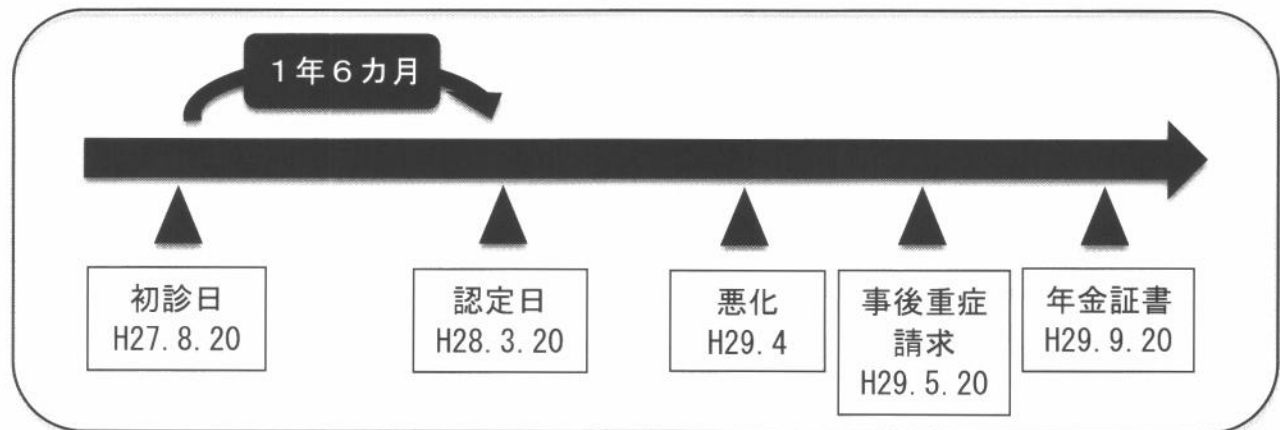 １年６カ月
初診日
H27.8.20
認定日
H28.3.20
悪化
H29.4
事後重症
請求
H29.5.20
年金証書
H29.9.20